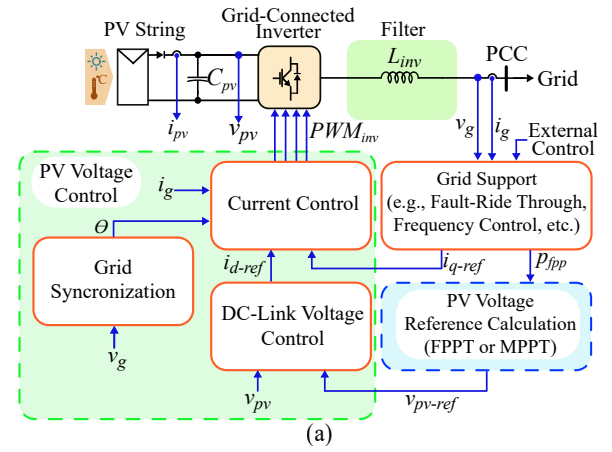 PV String
Grid-Connected
Inverter
Filter
L_inv
PCC
°C
C_pv
Grid
i_pv
v_pv
PWM_inv
v_g
i_g
External
Control
PV Voltage
Control
i_g
Current Control
Grid Support
(e.g., Fault-Ride Through,
Frequency Control, etc.)
Θ
Grid
Syncronization
i_d-ref
i_q-ref
p_fpp
DC-Link Voltage
Control
PV Voltage
Reference Calculation
(FPPT or MPPT)
v_g
v_pv
v_pv-ref
(a)